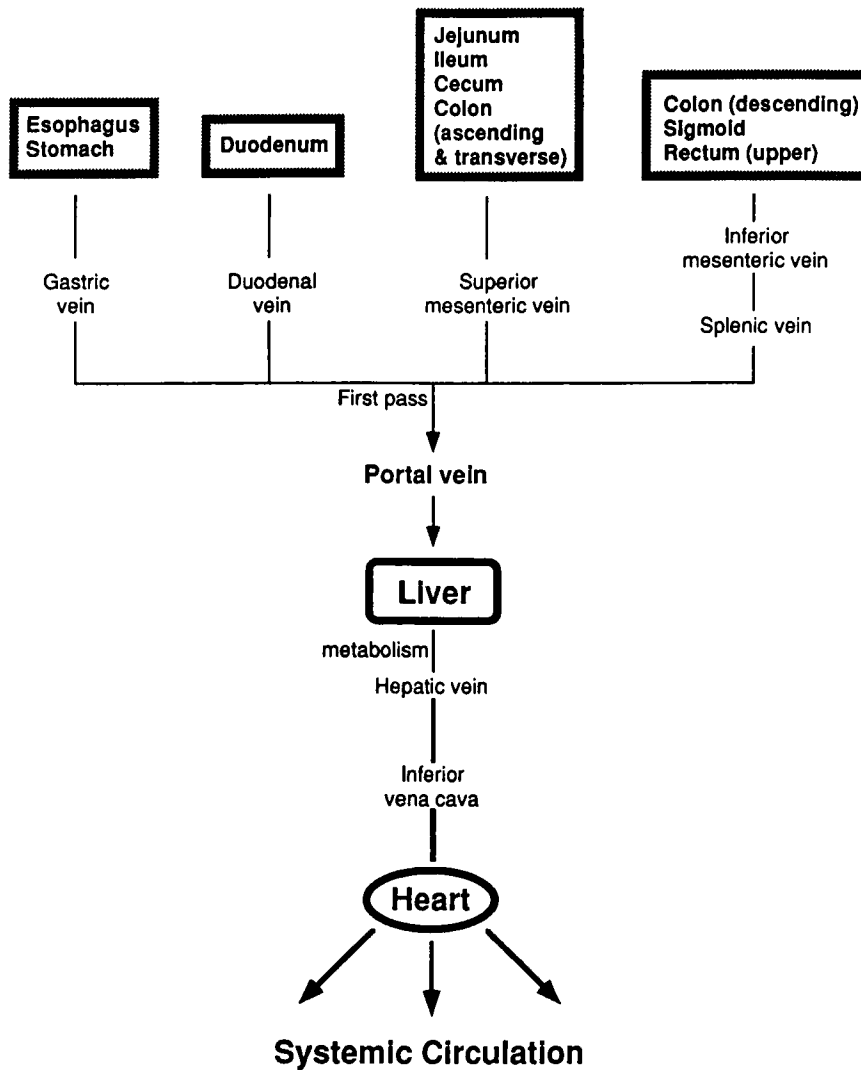 Esophagus
Stomach
Duodenum
Jejunum
Ileum
Cecum
Colon
(ascending
& transverse)
Colon (descending)
Sigmoid
Rectum (upper)
Gastric
vein
Duodenal
vein
Superior
mesenteric vein
Inferior
mesenteric vein
Splenic vein
First pass
Portal vein
Liver
metabolism
Hepatic vein
Inferior
vena cava
Heart
Systemic Circulation